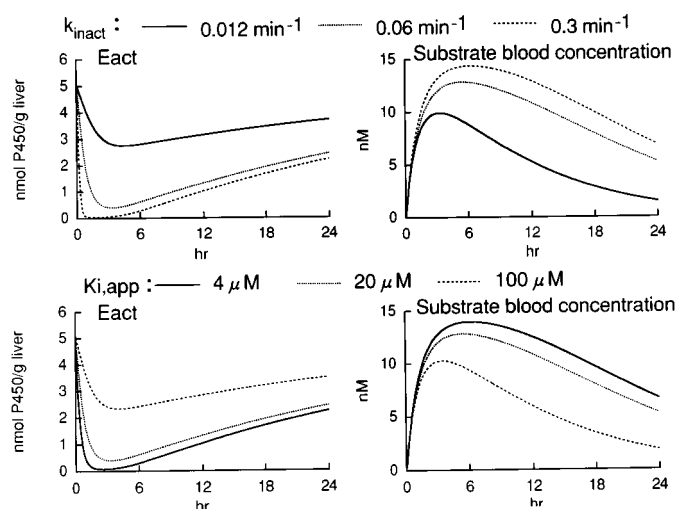 kinact : 0.012 min-1 0.06 min-1 0.3 min-1
Eact Substrate blood concentration
6
5
4
3
2
1
0
nmol P450/g liver
0 6 12 18 24
hr
15
10
5
0
nM
0 6 12 18 24
hr
Ki,app : 4 μM 20 μM 100 μM
Eact Substrate blood concentration
6
5
4
3
2
1
0
nmol P450/g liver
0 6 12 18 24
hr
15
10
5
0
nM
0 6 12 18 24
hr